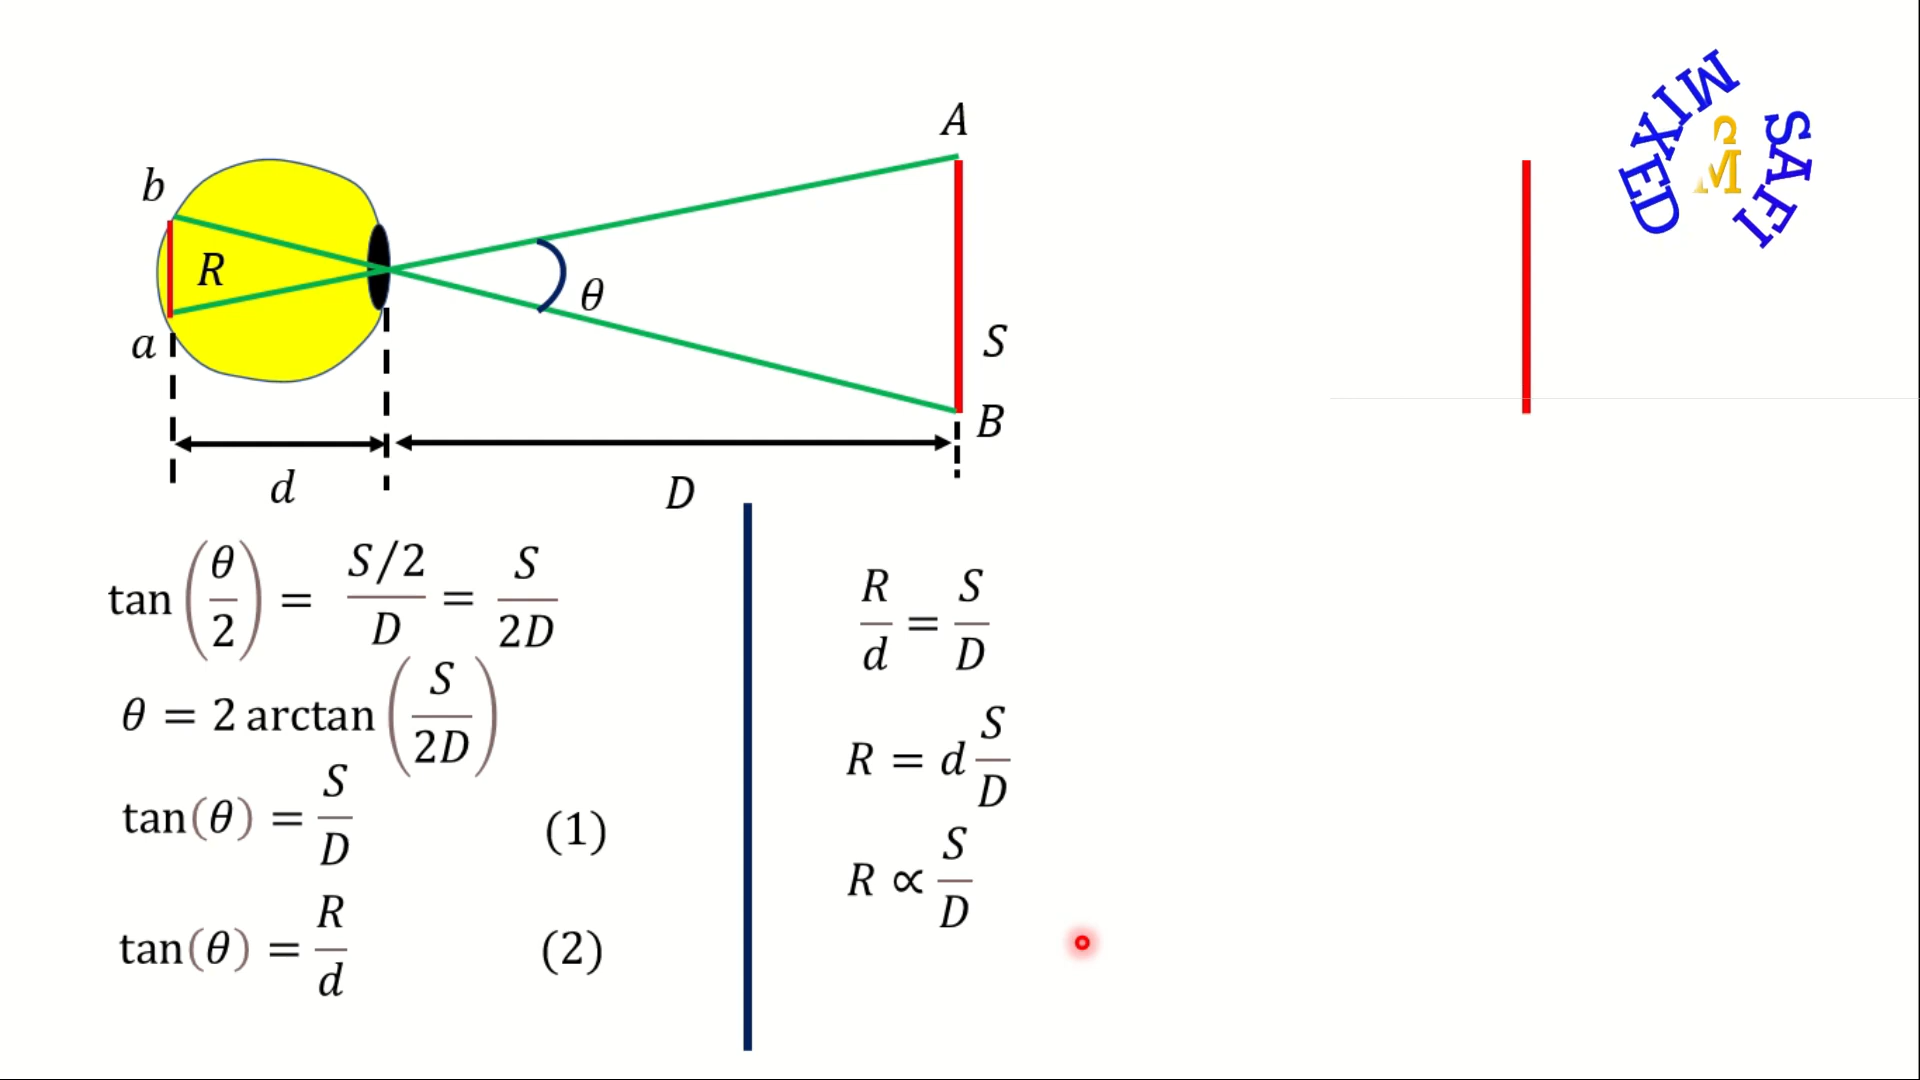 A
b
R
θ
a
S
B
d
D
tan(θ/2) = (S/2)/D = S/2D
θ = 2 arctan(S/2D)
tan(θ) = S/D (1)
tan(θ) = R/d (2)
R/d = S/D
R = d S/D
R ∝ S/D
MIXED
SAFI
M